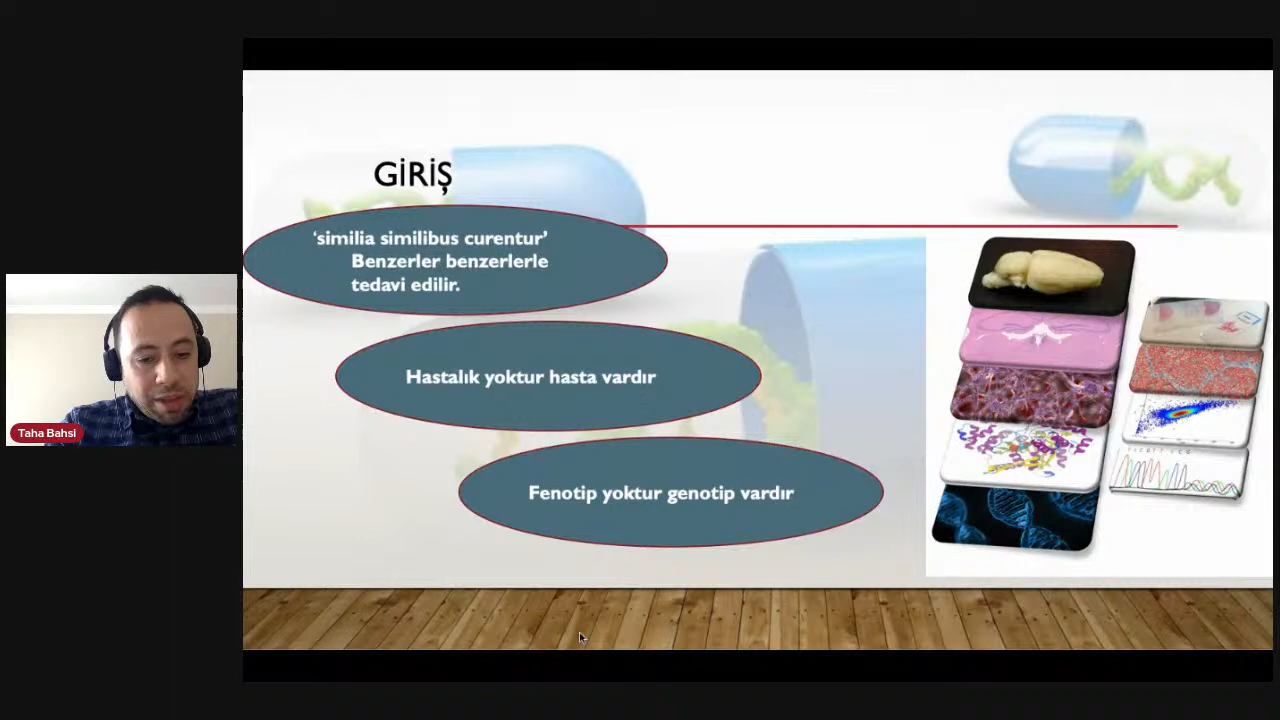 GİRİŞ
‘similia similibus curentur’
Benzerler benzerlerle
tedavi edilir.
Hastalık yoktur hasta vardır
Fenotip yoktur genotip vardır
Taha Bahsi